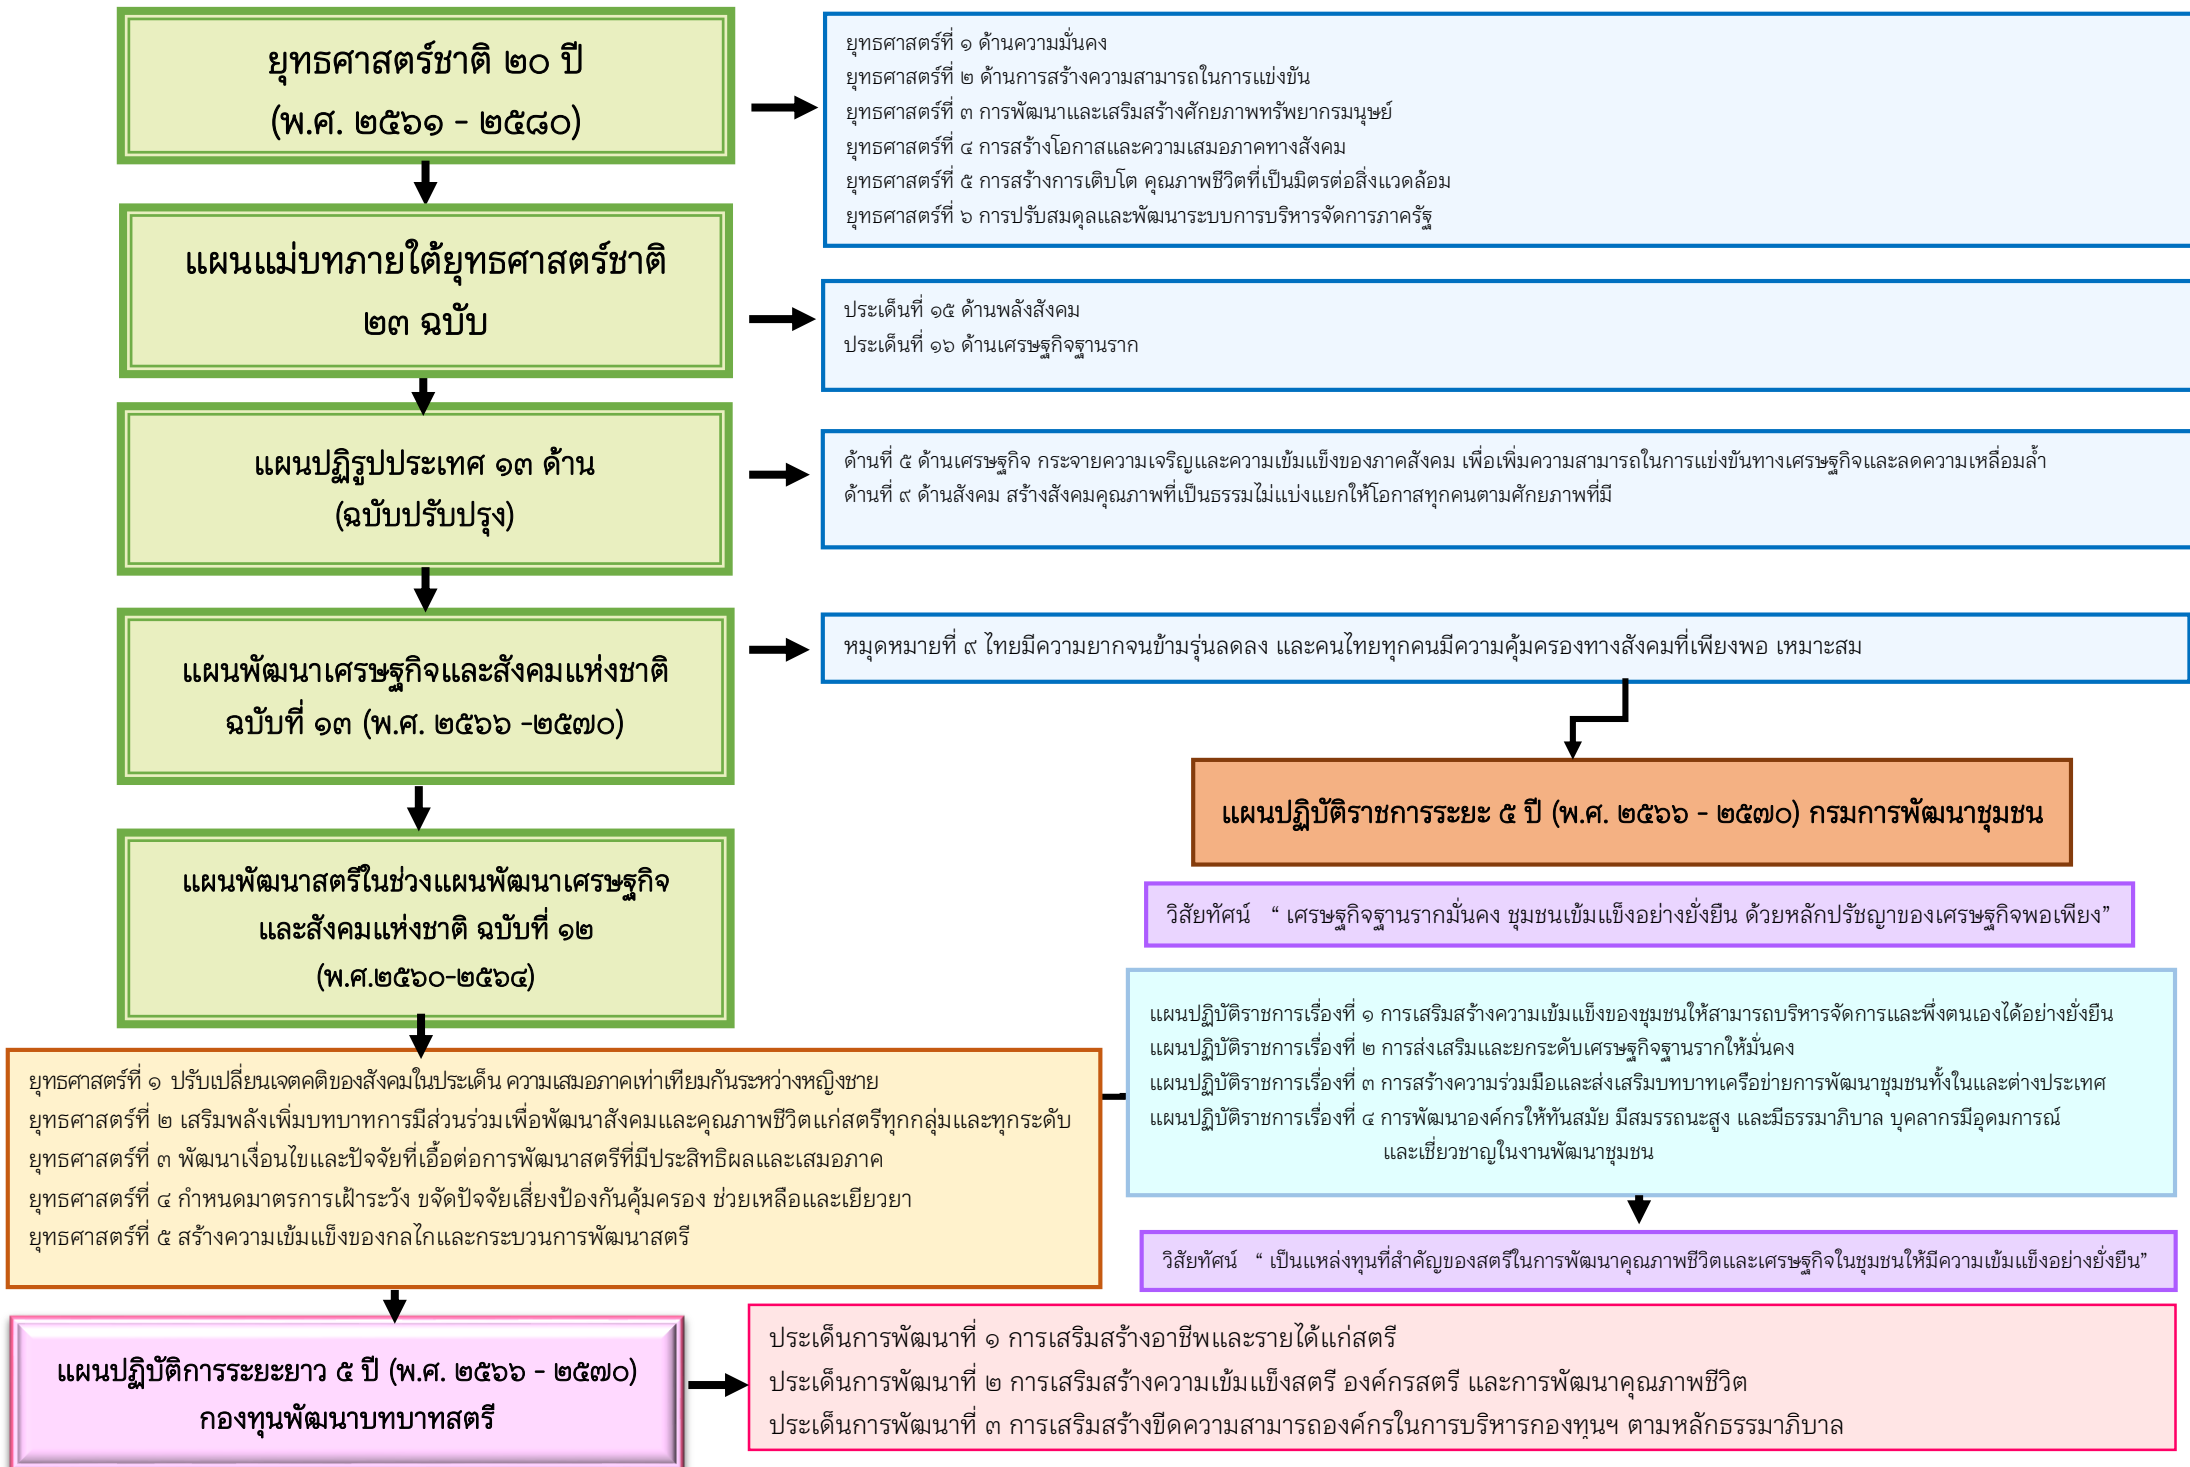 ยุทธศาสตร์ชาติ ๒๐ ปี
(พ.ศ. ๒๕๖๑ - ๒๕๘๐)
ยุทธศาสตร์ที่ ๑ ด้านความมั่นคง
ยุทธศาสตร์ที่ ๒ ด้านการสร้างความสามารถในการแข่งขัน
ยุทธศาสตร์ที่ ๓ การพัฒนาและเสริมสร้างศักยภาพทรัพยากรมนุษย์
ยุทธศาสตร์ที่ ๔ การสร้างโอกาสและความเสมอภาคทางสังคม
ยุทธศาสตร์ที่ ๕ การสร้างการเติบโต คุณภาพชีวิตที่เป็นมิตรต่อสิ่งแวดล้อม
ยุทธศาสตร์ที่ ๖ การปรับสมดุลและพัฒนาระบบการบริหารจัดการภาครัฐ
แผนแม่บทภายใต้ยุทธศาสตร์ชาติ
๒๓ ฉบับ
ประเด็นที่ ๑๕ ด้านพลังสังคม
ประเด็นที่ ๑๖ ด้านเศรษฐกิจฐานราก
แผนปฏิรูปประเทศ ๑๓ ด้าน
(ฉบับปรับปรุง)
ด้านที่ ๕ ด้านเศรษฐกิจ กระจายความเจริญและความเข้มแข็งของภาคสังคม เพื่อเพิ่มความสามารถในการแข่งขันทางเศรษฐกิจและลดความเหลื่อมล้ำ
ด้านที่ ๙ ด้านสังคม สร้างสังคมคุณภาพที่เป็นธรรมไม่แบ่งแยกให้โอกาสทุกคนตามศักยภาพที่มี
แผนพัฒนาเศรษฐกิจและสังคมแห่งชาติ
ฉบับที่ ๑๓ (พ.ศ. ๒๕๖๖ -๒๕๗๐)
หมุดหมายที่ ๙ ไทยมีความยากจนข้ามรุ่นลดลง และคนไทยทุกคนมีความคุ้มครองทางสังคมที่เพียงพอ เหมาะสม
แผนปฏิบัติราชการระยะ ๕ ปี (พ.ศ. ๒๕๖๖ - ๒๕๗๐) กรมการพัฒนาชุมชน
วิสัยทัศน์ “ เศรษฐกิจฐานรากมั่นคง ชุมชนเข้มแข็งอย่างยั่งยืน ด้วยหลักปรัชญาของเศรษฐกิจพอเพียง”
แผนพัฒนาสตรีในช่วงแผนพัฒนาเศรษฐกิจ
และสังคมแห่งชาติ ฉบับที่ ๑๒
(พ.ศ.๒๕๖๐-๒๕๖๔)
แผนปฏิบัติราชการเรื่องที่ ๑ การเสริมสร้างความเข้มแข็งของชุมชนให้สามารถบริหารจัดการและพึ่งตนเองได้อย่างยั่งยืน
แผนปฏิบัติราชการเรื่องที่ ๒ การส่งเสริมและยกระดับเศรษฐกิจฐานรากให้มั่นคง
แผนปฏิบัติราชการเรื่องที่ ๓ การสร้างความร่วมมือและส่งเสริมบทบาทเครือข่ายการพัฒนาชุมชนทั้งในและต่างประเทศ
แผนปฏิบัติราชการเรื่องที่ ๔ การพัฒนาองค์กรให้ทันสมัย มีสมรรถนะสูง และมีธรรมาภิบาล บุคลากรมีอุดมการณ์
และเชี่ยวชาญในงานพัฒนาชุมชน
ยุทธศาสตร์ที่ ๑ ปรับเปลี่ยนเจตคติของสังคมในประเด็น ความเสมอภาคเท่าเทียมกันระหว่างหญิงชาย
ยุทธศาสตร์ที่ ๒ เสริมพลังเพิ่มบทบาทการมีส่วนร่วมเพื่อพัฒนาสังคมและคุณภาพชีวิตแก่สตรีทุกกลุ่มและทุกระดับ
ยุทธศาสตร์ที่ ๓ พัฒนาเงื่อนไขและปัจจัยที่เอื้อต่อการพัฒนาสตรีที่มีประสิทธิผลและเสมอภาค
ยุทธศาสตร์ที่ ๔ กำหนดมาตรการเฝ้าระวัง ขจัดปัจจัยเสี่ยงป้องกันคุ้มครอง ช่วยเหลือและเยียวยา
ยุทธศาสตร์ที่ ๕ สร้างความเข้มแข็งของกลไกและกระบวนการพัฒนาสตรี
วิสัยทัศน์ “ เป็นแหล่งทุนที่สำคัญของสตรีในการพัฒนาคุณภาพชีวิตและเศรษฐกิจในชุมชนให้มีความเข้มแข็งอย่างยั่งยืน”
แผนปฏิบัติการระยะยาว ๕ ปี (พ.ศ. ๒๕๖๖ - ๒๕๗๐)
กองทุนพัฒนาบทบาทสตรี
ประเด็นการพัฒนาที่ ๑ การเสริมสร้างอาชีพและรายได้แก่สตรี
ประเด็นการพัฒนาที่ ๒ การเสริมสร้างความเข้มแข็งสตรี องค์กรสตรี และการพัฒนาคุณภาพชีวิต
ประเด็นการพัฒนาที่ ๓ การเสริมสร้างขีดความสามารถองค์กรในการบริหารกองทุนฯ ตามหลักธรรมาภิบาล